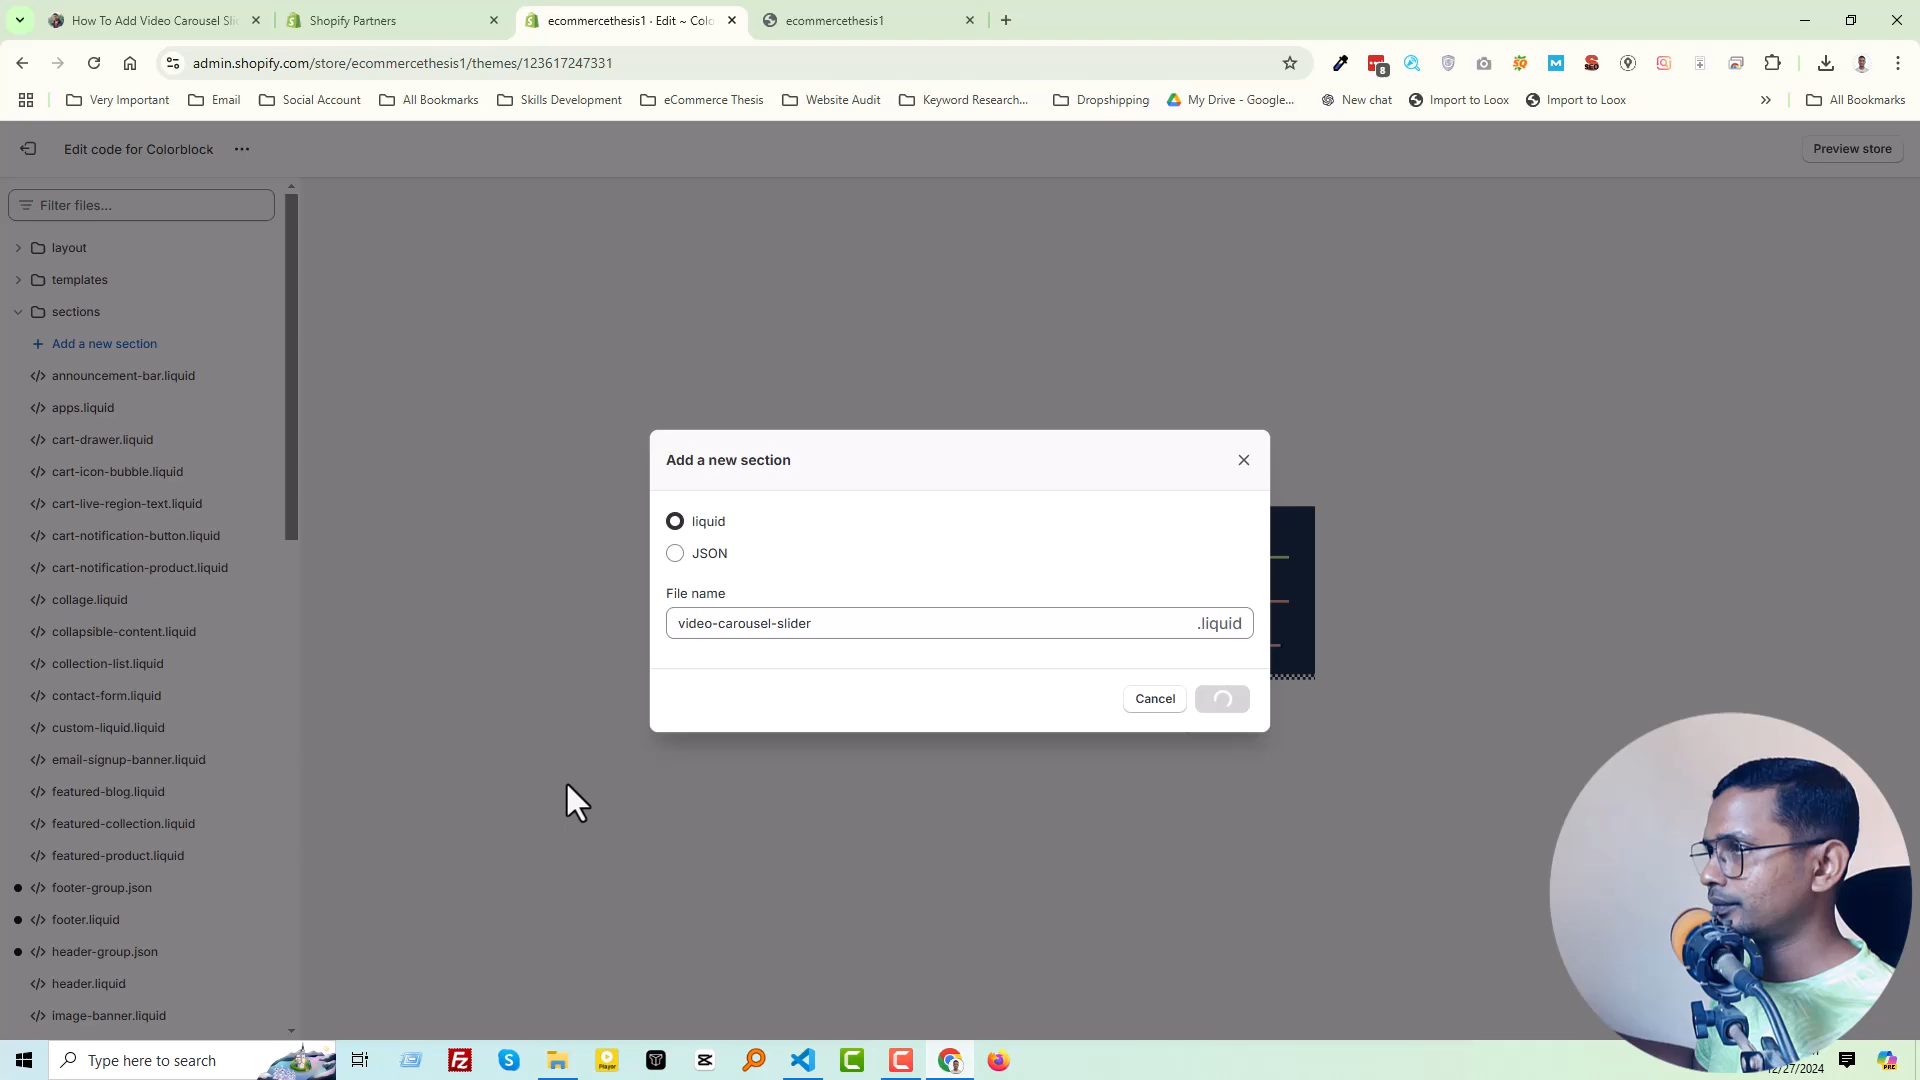 How To Add Video Carousel Sli
Shopify Partners
ecommercethesis1 · Edit ~ Colo
ecommercethesis1
admin.shopify.com/store/ecommercethesis1/themes/123617247331
8
Very Important
Email
Social Account
All Bookmarks
Skills Development
eCommerce Thesis
Website Audit
Keyword Research...
Dropshipping
My Drive - Google...
New chat
Import to Loox
Import to Loox
All Bookmarks
Edit code for Colorblock
Preview store
Filter files...
layout
templates
sections
Add a new section
announcement-bar.liquid
apps.liquid
cart-drawer.liquid
cart-icon-bubble.liquid
cart-live-region-text.liquid
cart-notification-button.liquid
cart-notification-product.liquid
collage.liquid
collapsible-content.liquid
collection-list.liquid
contact-form.liquid
custom-liquid.liquid
email-signup-banner.liquid
featured-blog.liquid
featured-collection.liquid
featured-product.liquid
footer-group.json
footer.liquid
header-group.json
header.liquid
image-banner.liquid
Add a new section
liquid
JSON
File name
video-carousel-slider
.liquid
Cancel
Type here to search
12/27/2024